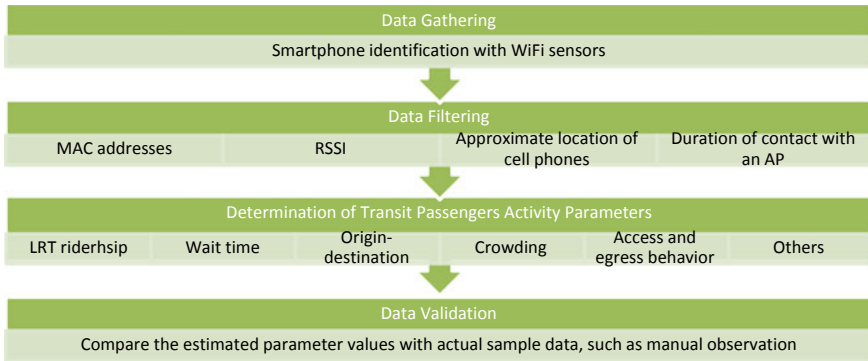 Data Gathering
Smartphone identification with WiFi sensors
Data Filtering
MAC addresses
RSSI
Approximate location of
cell phones
Duration of contact with
an AP
Determination of Transit Passengers Activity Parameters
LRT riderhsip
Wait time
Origin-
destination
Crowding
Access and
egress behavior
Others
Data Validation
Compare the estimated parameter values with actual sample data, such as manual observation